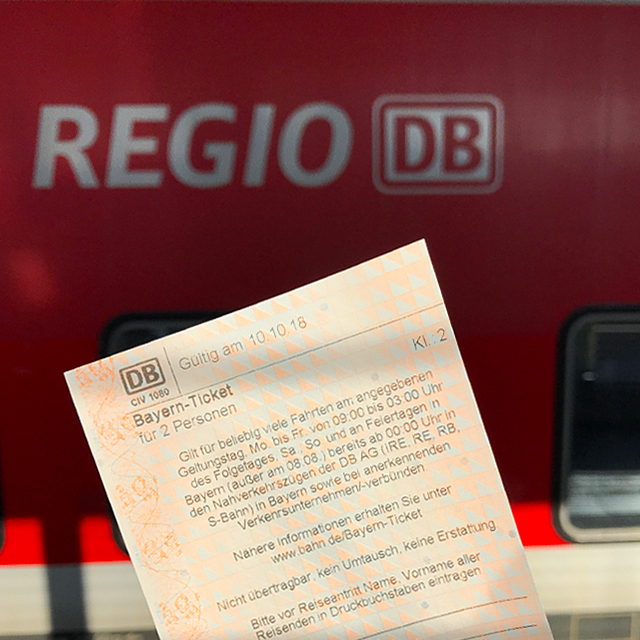 REGIO DB
DB Gültig am 10.10.18
Kl.: 2
CIV 1080
Bayern-Ticket
für 2 Personen
Gilt für beliebig viele Fahrten am angegebenen
Geltungstag, Mo. bis Fr. von 09:00 bis 03:00 Uhr
des Folgetages, Sa., So. und an Feiertagen in
Bayern (außer am 08.08.) bereits ab 00:00 Uhr in
den Nahverkehrszügen der DB AG (IRE, RE, RB,
S-Bahn) in Bayern sowie bei anerkennenden
Verkehrsunternehmen/-verbünden.
Nähere Informationen erhalten Sie unter
www.bahn.de/Bayern-Ticket
Nicht übertragbar, kein Umtausch, keine Erstattung
Bitte vor Reiseantritt Name, Vorname aller
Reisenden in Druckbuchstaben eintragen